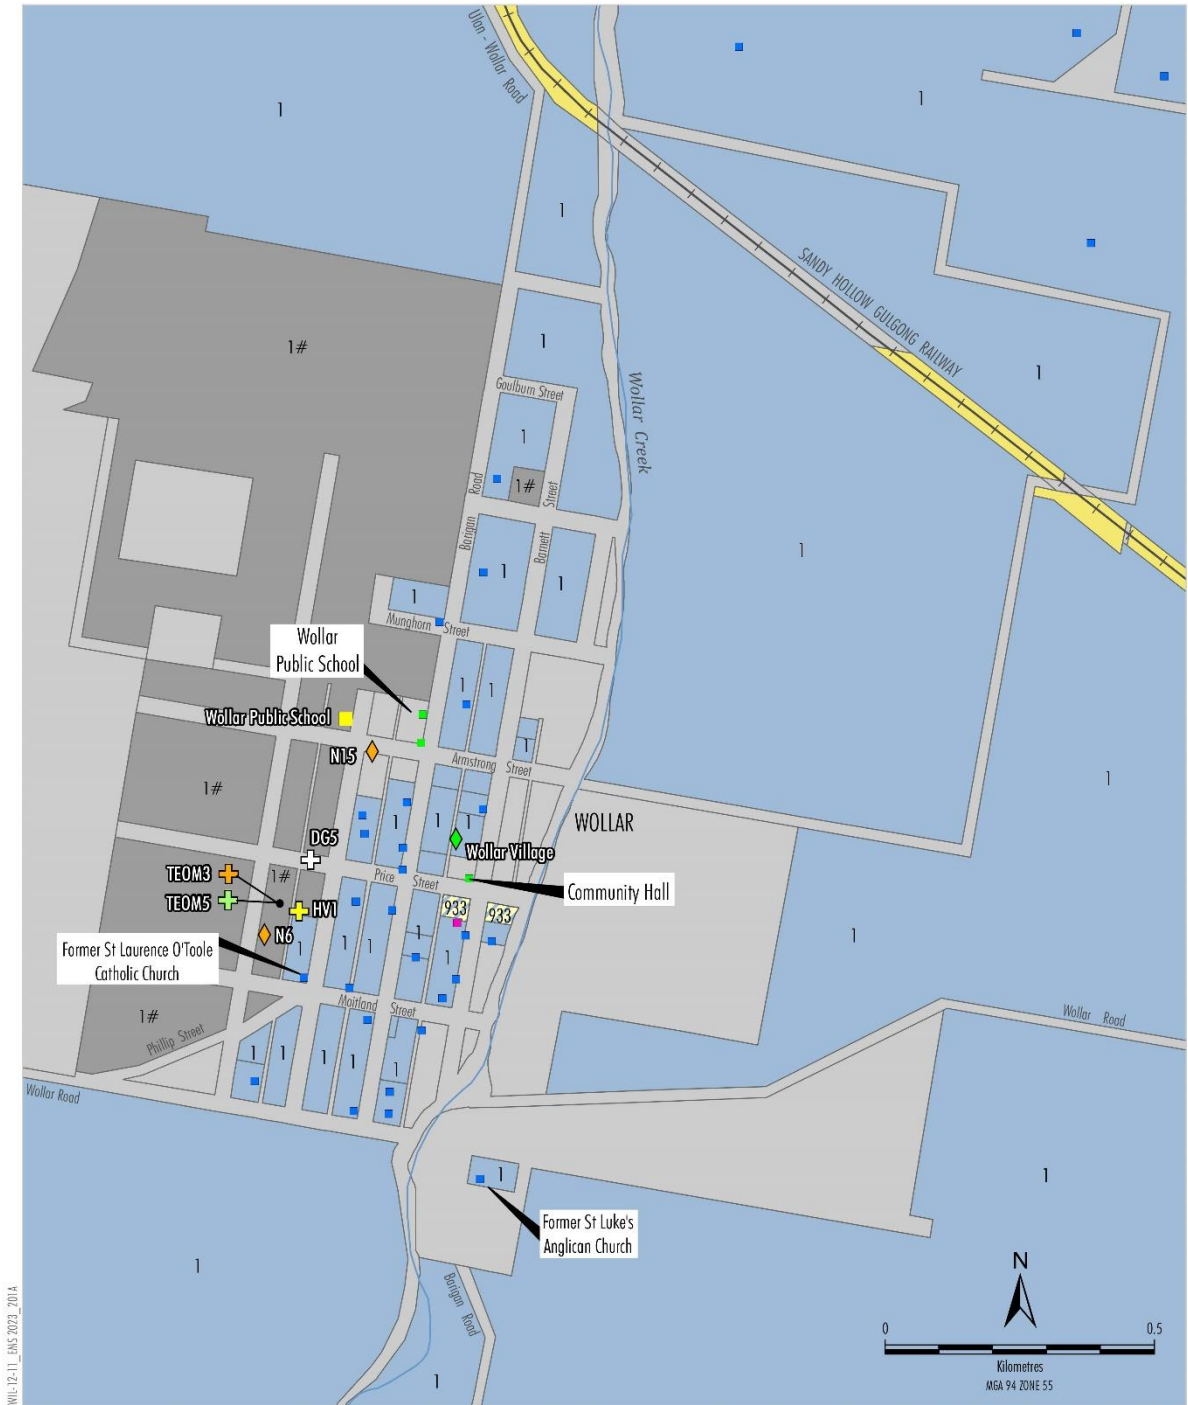 Ulan - Wollar Road
1
1
1
SANDY HOLLOW GULGONG RAILWAY
1#
1
1
Goulburn Street
Wollar Creek
1
1#
Barigan Road
Barnett Street
1
1
1
1
Munghorn Street
Wollar
Public School
1
1
Wollar Public School
N15
Armstrong Street
1
1
1#
1
1
1
WOLLAR
DG5
Wollar Village
TEOM3
1#
Price Street
Community Hall
TEOM5
HV1
933
933
N6
1
1
1
1
1
1
Former St Laurence O'Toole
Catholic Church
Maitland Street
1#
Phillip Street
Wollar Road
1
1
1
1
1
Wollar Road
1
1
Former St Luke's
Anglican Church
1
Barigan Road
1
N
0
0.5
Kilometres
MGA 94 ZONE 55
WIL-12-11_EMS 2023_201A